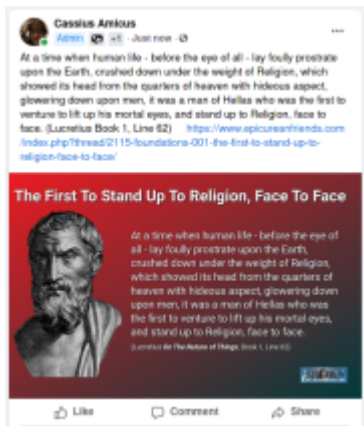 Cassius Amicus
Admin +1 · Just now ·
At a time when human life - before the eye of all - lay foully prostrate
upon the Earth, crushed down under the weight of Religion, which
showed its head from the quarters of heaven with hideous aspect,
glowering down upon men, it was a man of Hellas who was the first to
venture to lift up his mortal eyes, and stand up to Religion, face to
face. (Lucretius Book 1, Line 62) https://www.epicureanfriends.com
/index.php?thread/2115-foundations-001-the-first-to-stand-up-to-
religion-face-to-face/
The First To Stand Up To Religion, Face To Face
At a time when human life - before the eye of
all - lay foully prostrate upon the Earth,
crushed down under the weight of Religion,
which showed its head from the quarters of
heaven with hideous aspect, glowering down
upon men, it was a man of Hellas who was
the first to venture to lift up his mortal eyes,
and stand up to Religion, face to face.
(Lucretius On The Nature of Things, Book 1, Line 62)
Like
Comment
Share